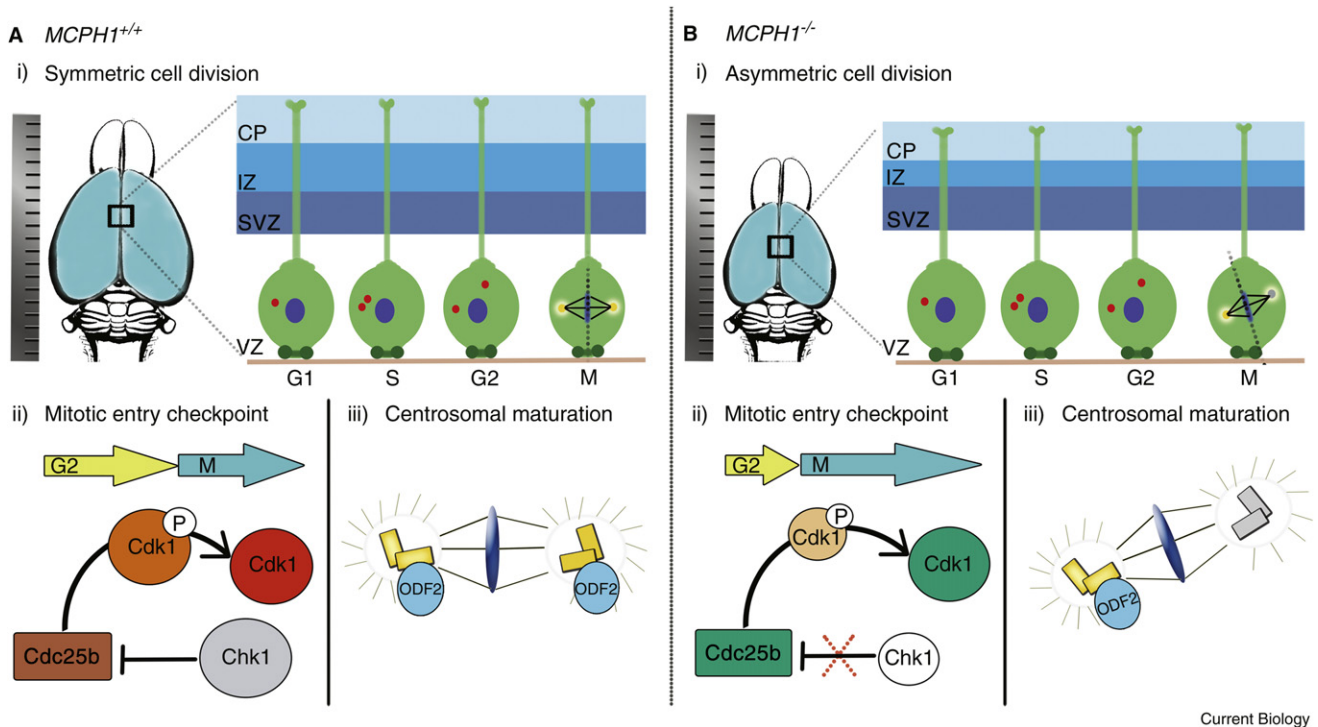 A MCPH1+/+
i) Symmetric cell division
CP
IZ
SVZ
VZ
G1 S G2 M
ii) Mitotic entry checkpoint
G2 M
P
Cdk1
Cdk1
Cdc25b
Chk1
iii) Centrosomal maturation
ODF2
ODF2
B MCPH1-/-
i) Asymmetric cell division
CP
IZ
SVZ
VZ
G1 S G2 M
ii) Mitotic entry checkpoint
G2 M
P
Cdk1
Cdk1
Cdc25b
Chk1
iii) Centrosomal maturation
ODF2
Current Biology